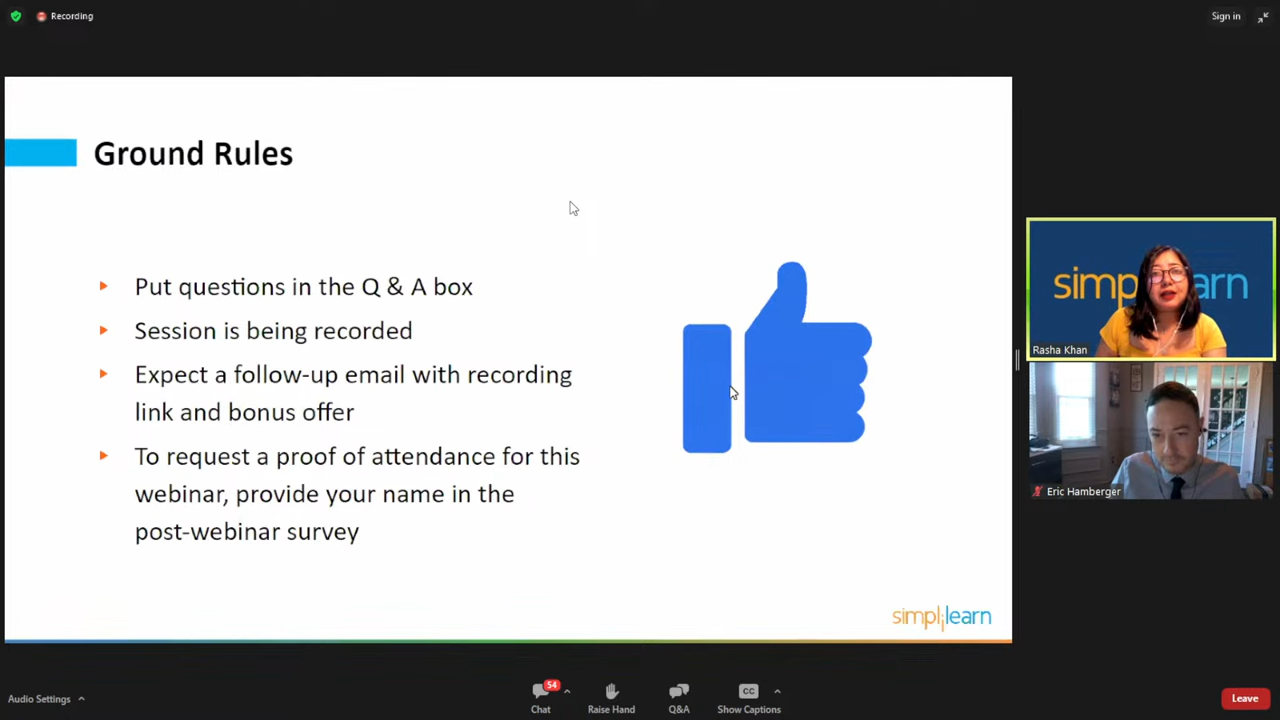 Recording
Sign in
Ground Rules
Put questions in the Q & A box
Session is being recorded
Expect a follow-up email with recording
link and bonus offer
To request a proof of attendance for this
webinar, provide your name in the
post-webinar survey
simplilearn
simp arn
Rasha Khan
Eric Hamberger
Audio Settings
54
Chat
Raise Hand
Q&A
CC
Show Captions
Leave